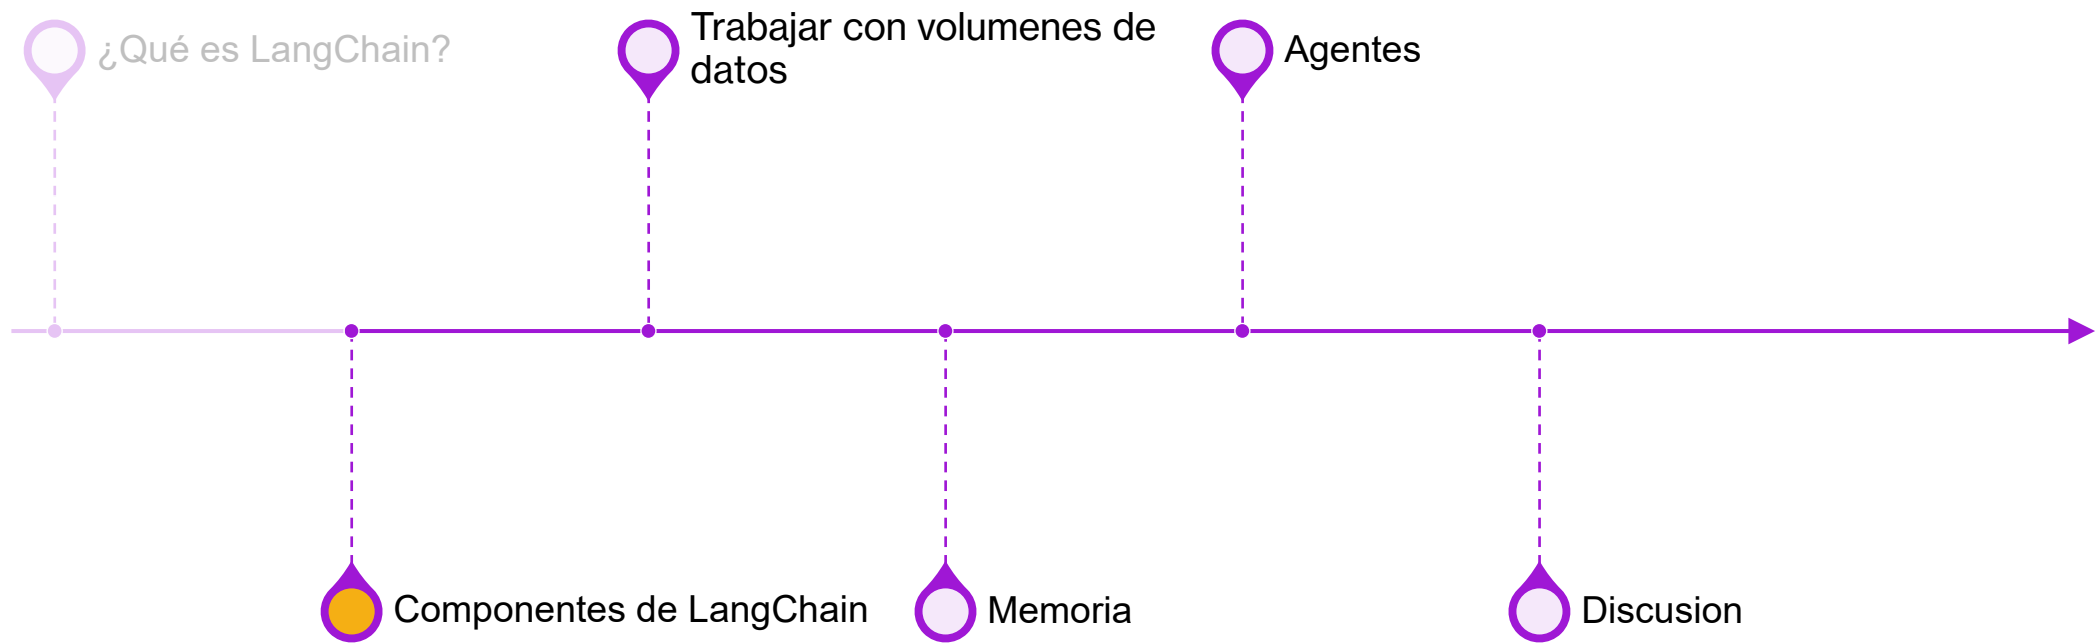 ¿Qué es LangChain?
Trabajar con volumenes de
datos
Agentes
Componentes de LangChain
Memoria
Discusion